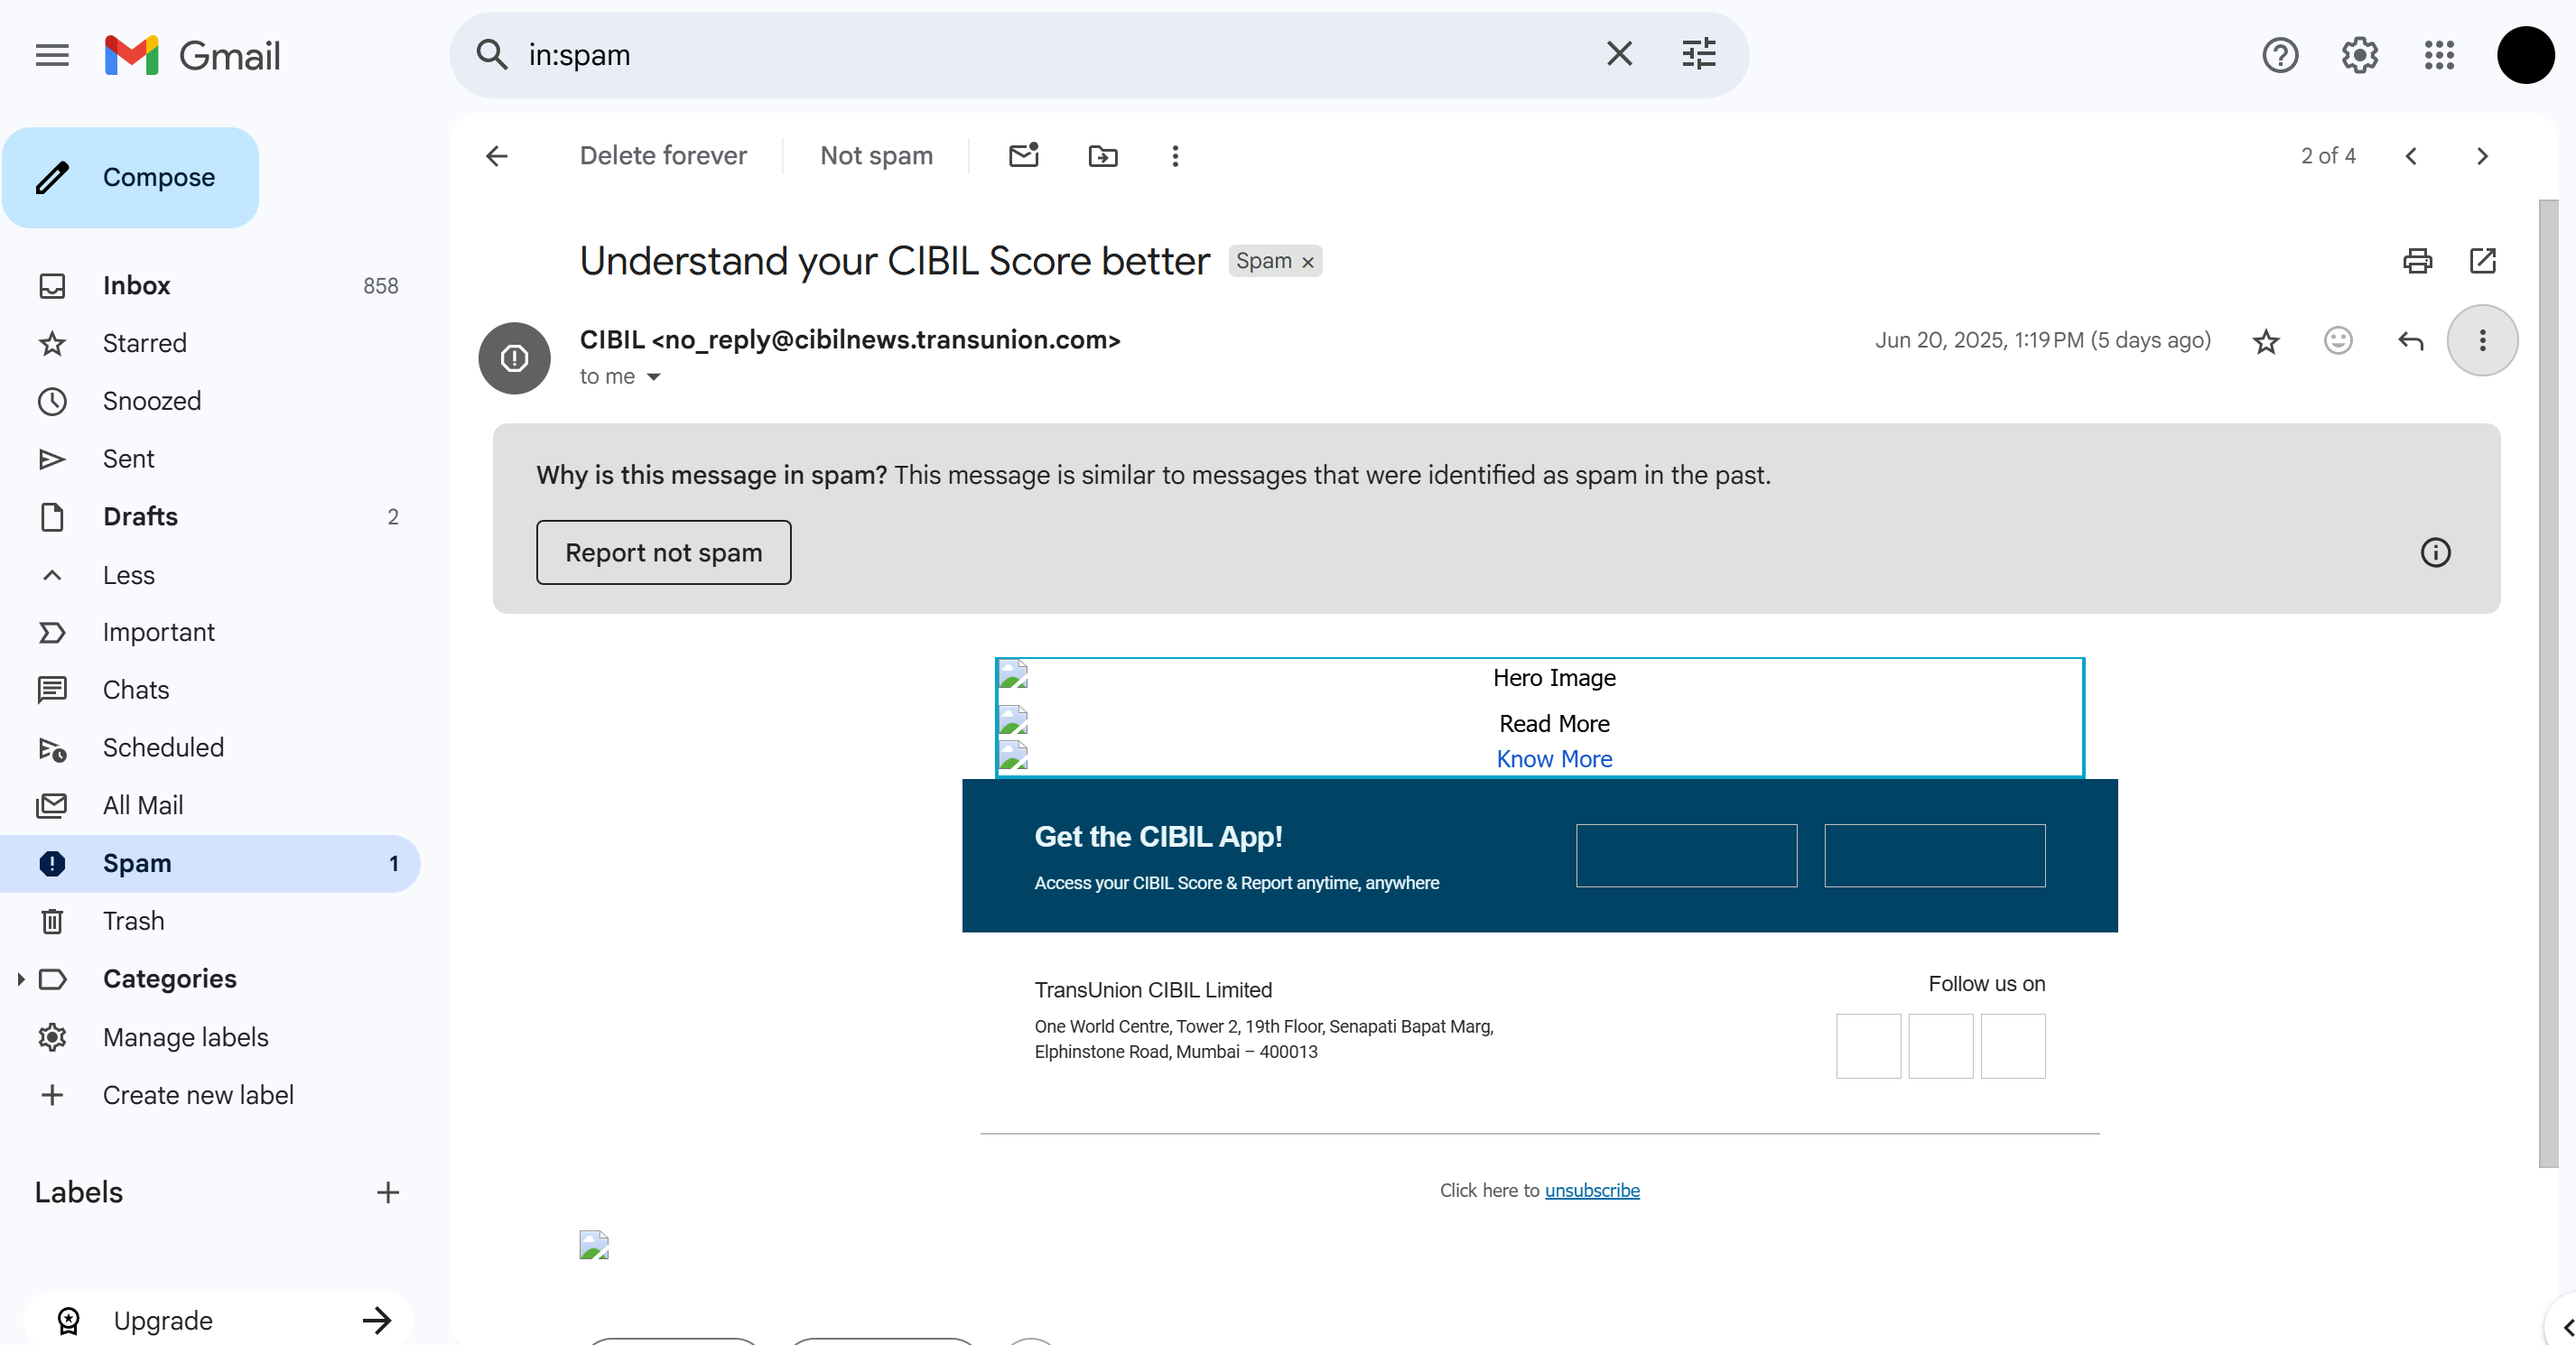 Gmail
in:spam
Compose
Inbox 858
Starred
Snoozed
Sent
Drafts 2
Less
Important
Chats
Scheduled
All Mail
Spam 1
Trash
Categories
Manage labels
Create new label
Labels
Upgrade
Delete forever Not spam 2 of 4
Understand your CIBIL Score better Spam ×
CIBIL <no_reply@cibilnews.transunion.com> Jun 20, 2025, 1:19 PM (5 days ago)
to me
Why is this message in spam? This message is similar to messages that were identified as spam in the past.
Report not spam
Hero Image
Read More
Know More
Get the CIBIL App!
Access your CIBIL Score & Report anytime, anywhere
TransUnion CIBIL Limited
One World Centre, Tower 2, 19th Floor, Senapati Bapat Marg,
Elphinstone Road, Mumbai – 400013
Follow us on
Click here to unsubscribe